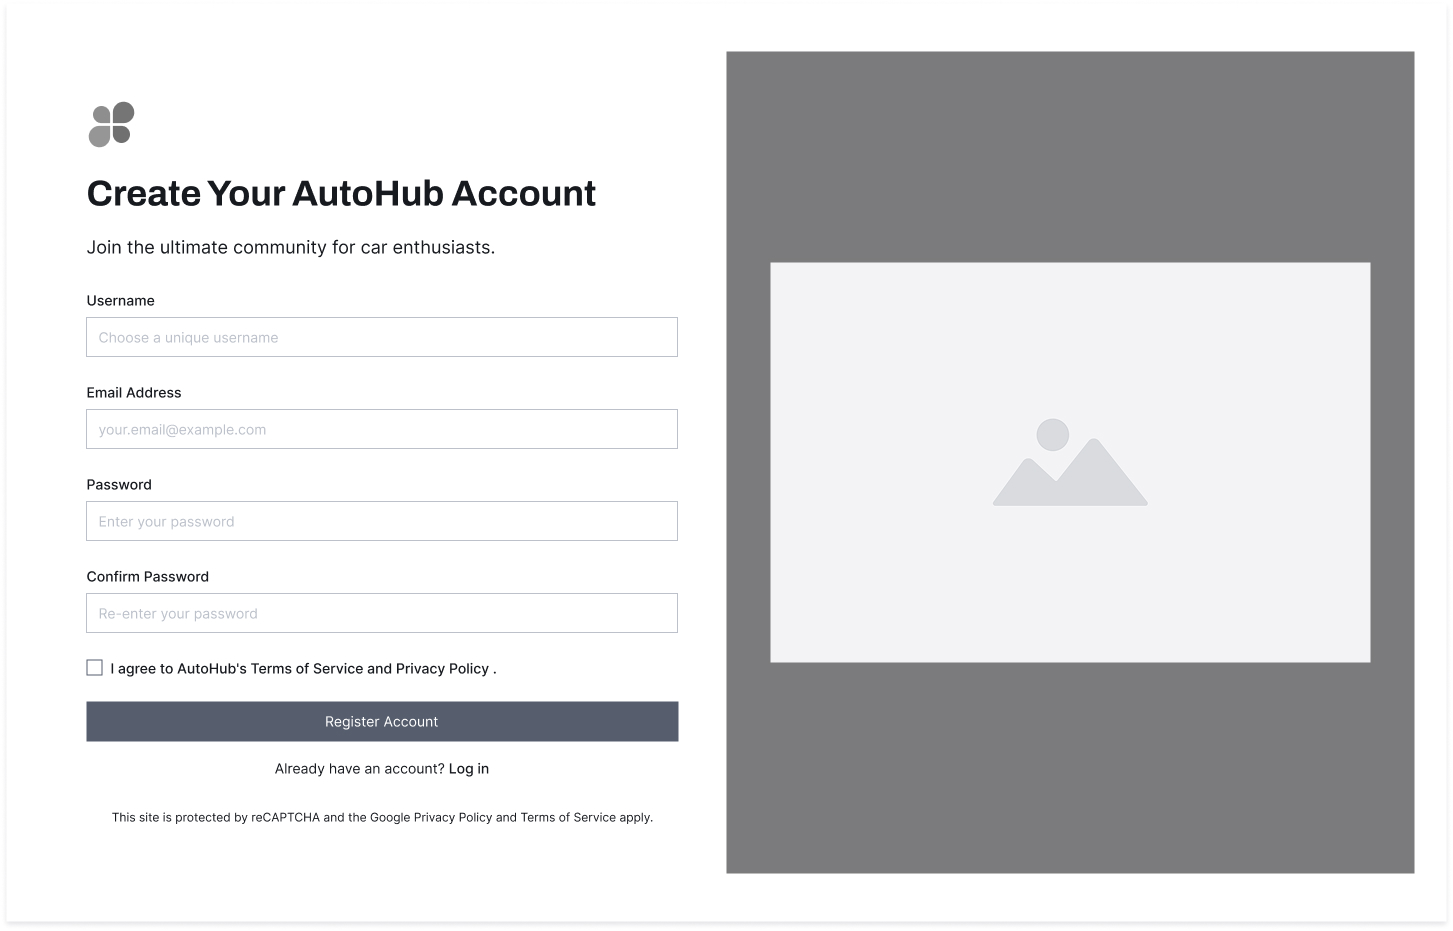 Create Your AutoHub Account
Join the ultimate community for car enthusiasts.
Username
Choose a unique username
Email Address
your.email@example.com
Password
Enter your password
Confirm Password
Re-enter your password
I agree to AutoHub's Terms of Service and Privacy Policy .
Register Account
Already have an account? Log in
This site is protected by reCAPTCHA and the Google Privacy Policy and Terms of Service apply.